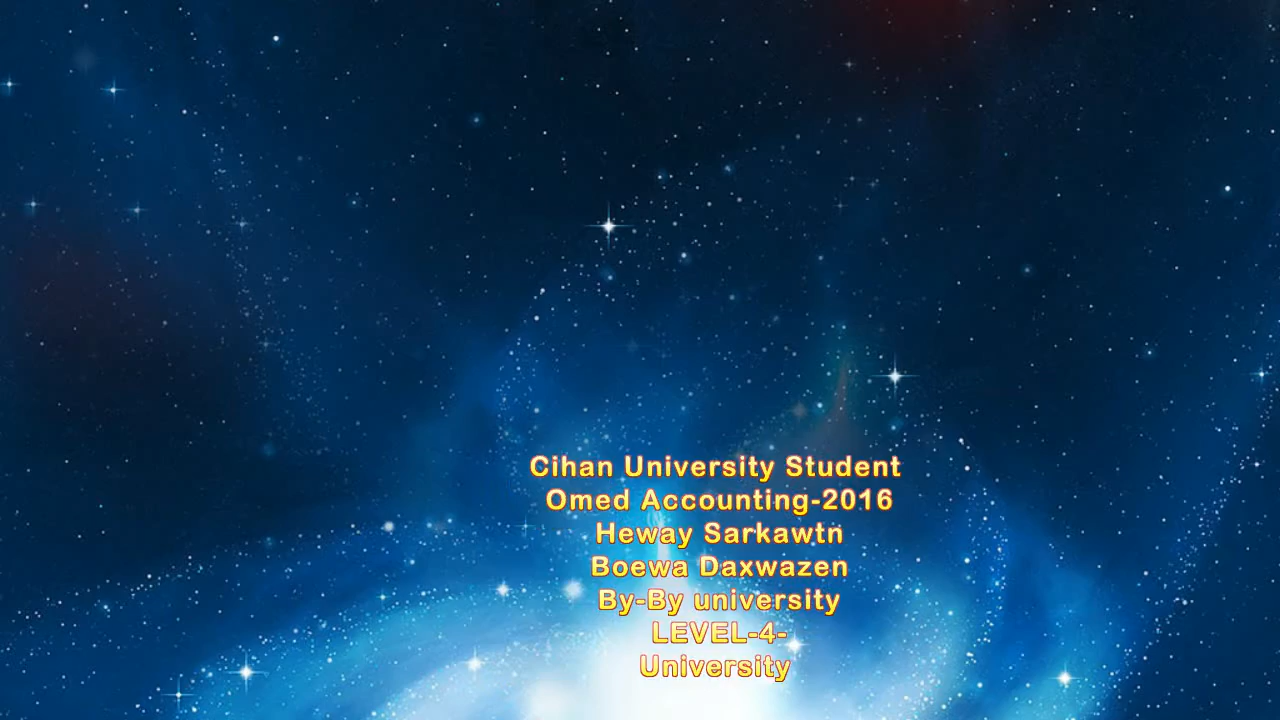 Cihan University Student
Omed Accounting-2016
Heway Sarkawtn
Boewa Daxwazen
By-By university
LEVEL-4-
University